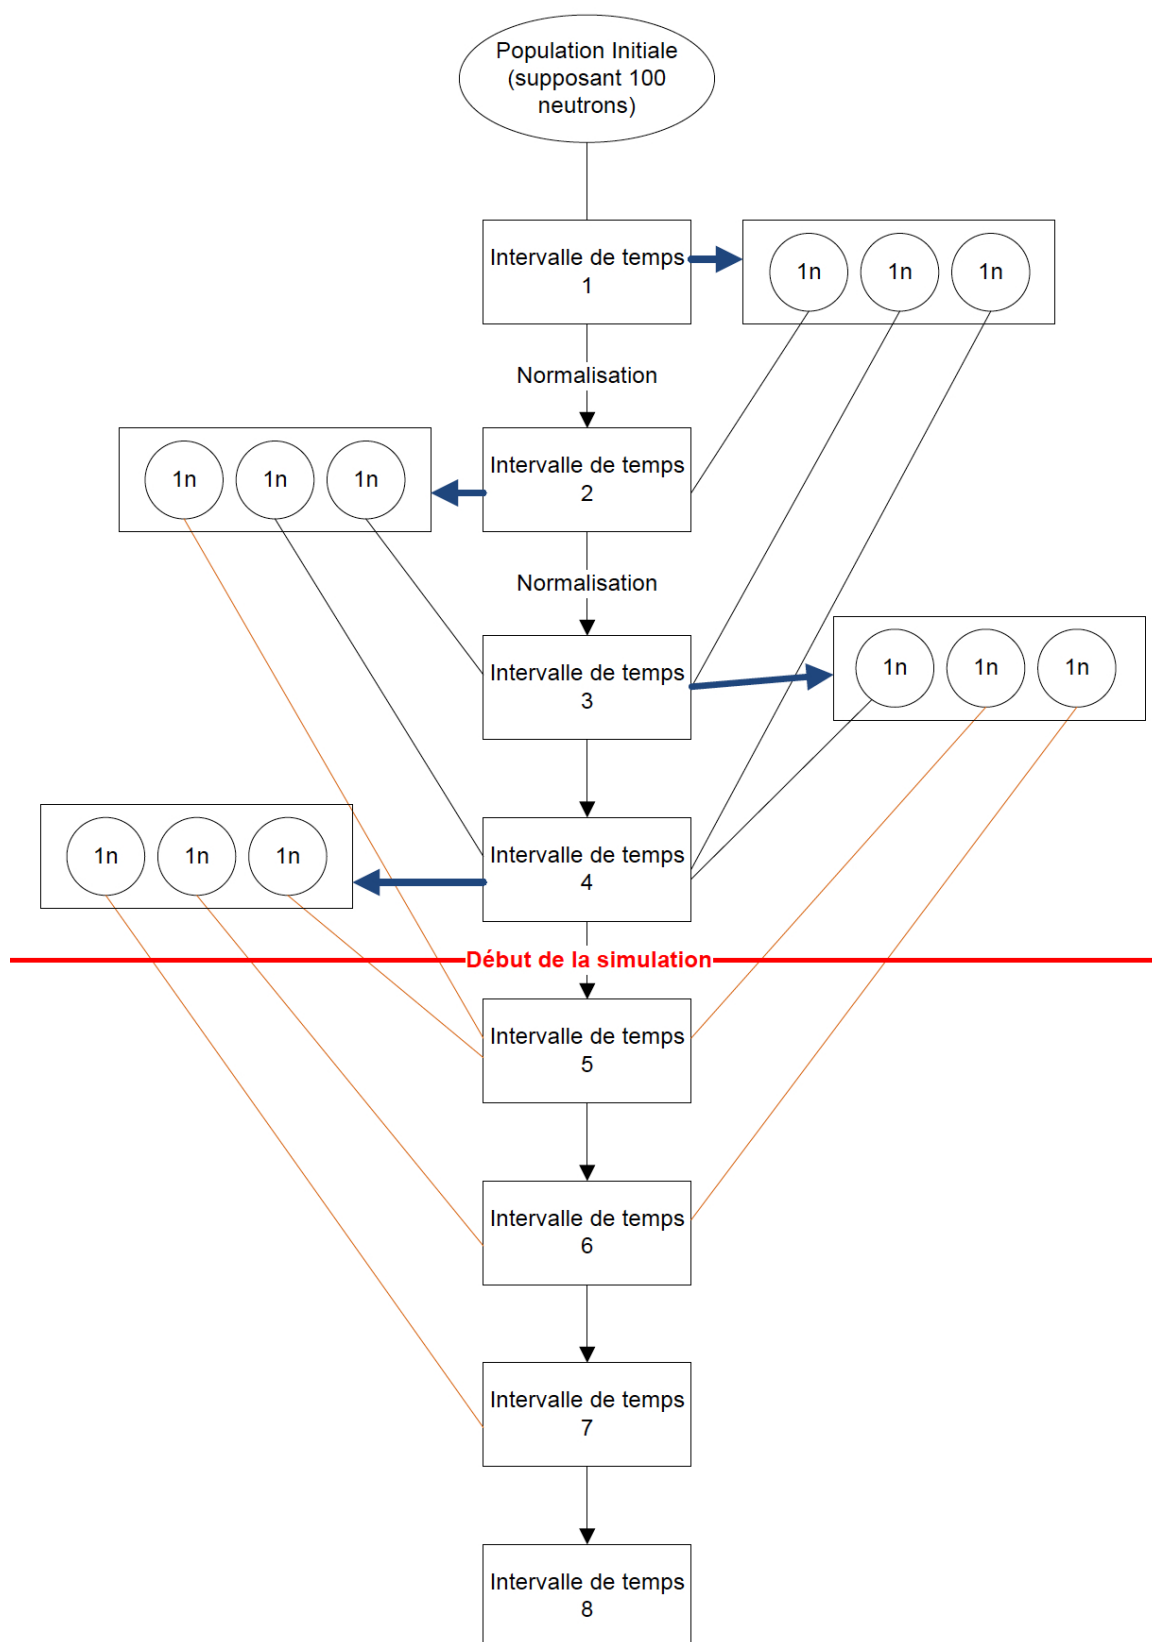 Population Initiale
(supposant 100
neutrons)
Intervalle de temps
1
1n
1n
1n
Normalisation
1n
1n
1n
Intervalle de temps
2
Normalisation
Intervalle de temps
3
1n
1n
1n
1n
1n
1n
Intervalle de temps
4
Début de la simulation
Intervalle de temps
5
Intervalle de temps
6
Intervalle de temps
7
Intervalle de temps
8